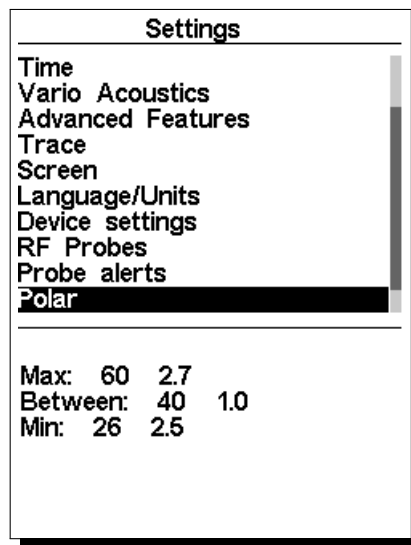 Settings
Time
Vario Acoustics
Advanced Features
Trace
Screen
Language/Units
Device settings
RF Probes
Probe alerts
Polar
Max: 60 2.7
Between: 40 1.0
Min: 26 2.5